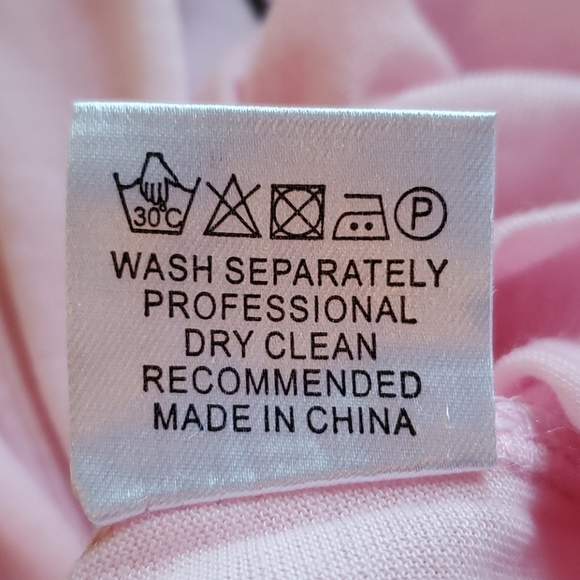 30°C P
WASH SEPARATELY
PROFESSIONAL
DRY CLEAN
RECOMMENDED
MADE IN CHINA